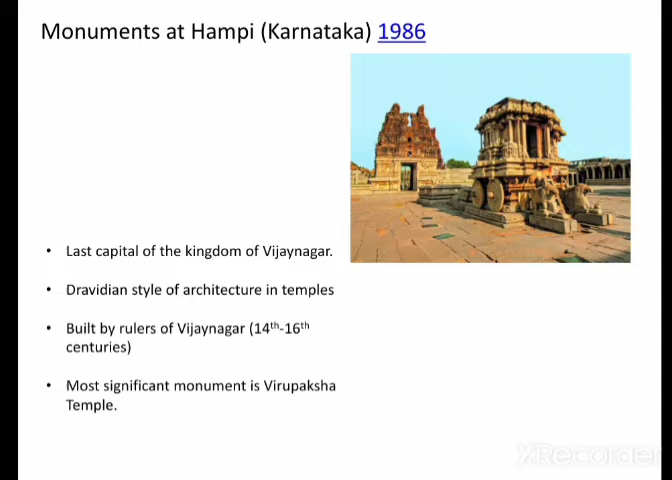 Monuments at Hampi (Karnataka) 1986
• Last capital of the kingdom of Vijaynagar.
• Dravidian style of architecture in temples
• Built by rulers of Vijaynagar (14th-16th
centuries)
• Most significant monument is Virupaksha
Temple.
XRecorder